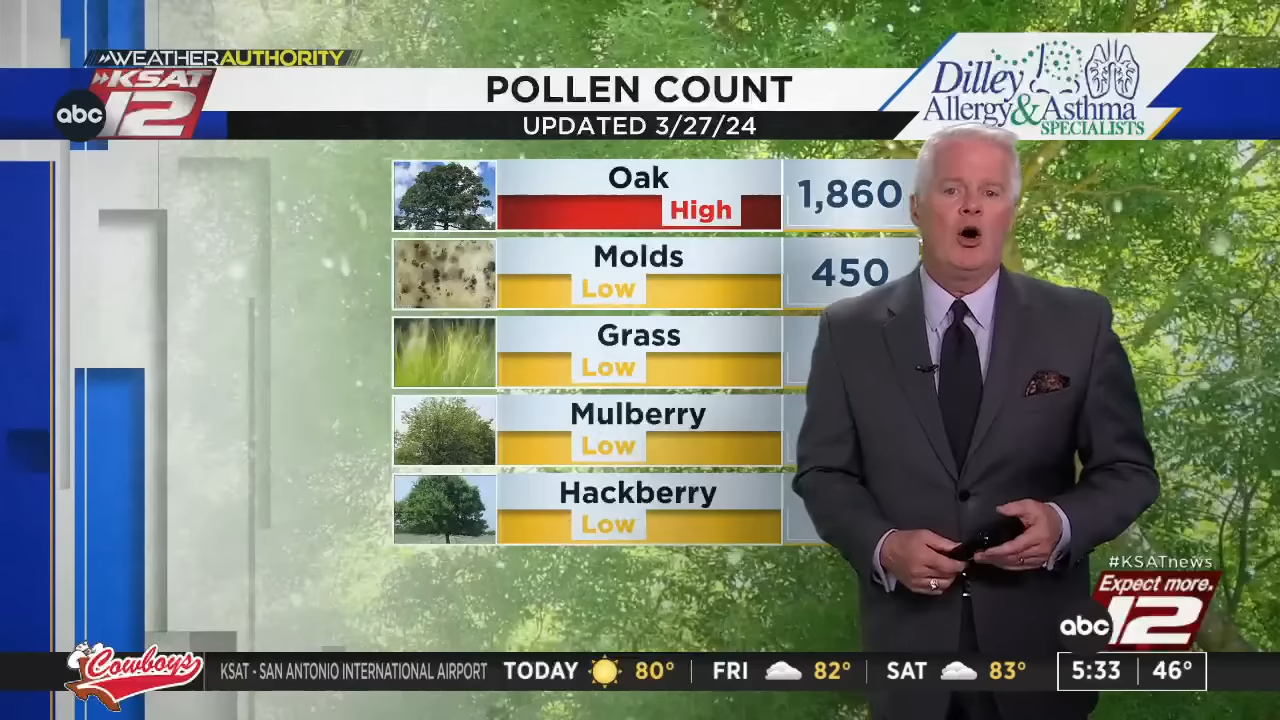 WEATHERAUTHORITY
KSAT
abc 12
POLLEN COUNT
UPDATED 3/27/24
Dilley
Allergy&Asthma
SPECIALISTS
Oak
High
1,860
Molds
Low
450
Grass
Low
Mulberry
Low
Hackberry
Low
#KSATnews
Expect more.
abc 12
Cowboys
KSAT - SAN ANTONIO INTERNATIONAL AIRPORT TODAY 80° FRI 82° SAT 83° 5:33 46°